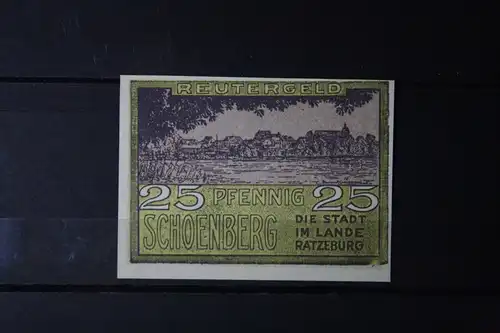 REUTERGELD
25 PFENNIG 25
SCHOENBERG
DIE STADT
IM LANDE
RATZEBURG